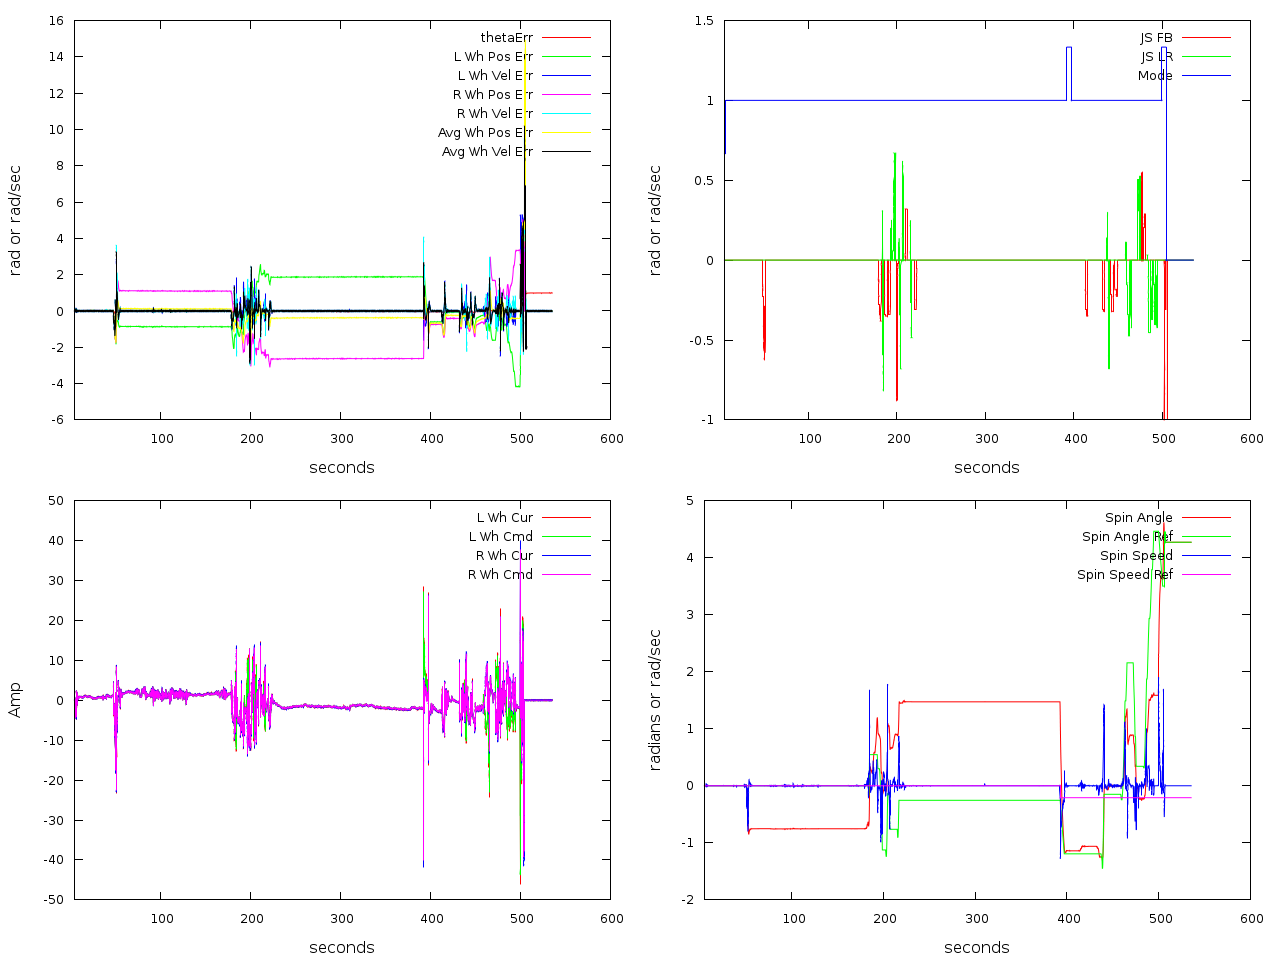 16
14
12
10
8
6
4
2
0
-2
-4
-6
rad or rad/sec
thetaErr
L Wh Pos Err
L Wh Vel Err
R Wh Pos Err
R Wh Vel Err
Avg Wh Pos Err
Avg Wh Vel Err
100 200 300 400 500 600
seconds
1.5
1
0.5
0
-0.5
-1
rad or rad/sec
JS FB
JS LR
Mode
100 200 300 400 500 600
seconds
50
40
30
20
10
0
-10
-20
-30
-40
-50
Amp
L Wh Cur
L Wh Cmd
R Wh Cur
R Wh Cmd
100 200 300 400 500 600
seconds
5
4
3
2
1
0
-1
-2
radians or rad/sec
Spin Angle
Spin Angle Ref
Spin Speed
Spin Speed Ref
100 200 300 400 500 600
seconds